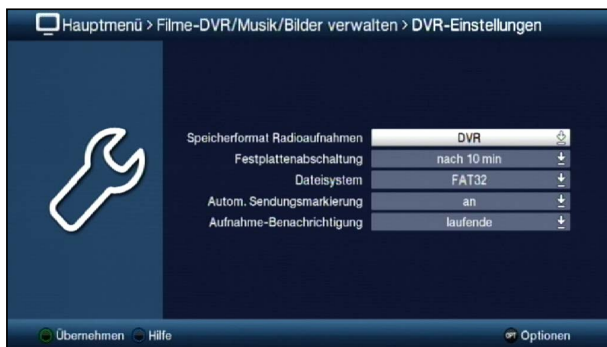 Hauptmenü > Filme-DVR/Musik/Bilder verwalten > DVR-Einstellungen
Speicherformat Radioaufnahmen DVR
Festplattenabschaltung nach 10 min
Dateisystem FAT32
Autom. Sendungsmarkierung an
Aufnahme-Benachrichtigung laufende
Übernehmen Hilfe OPT Optionen